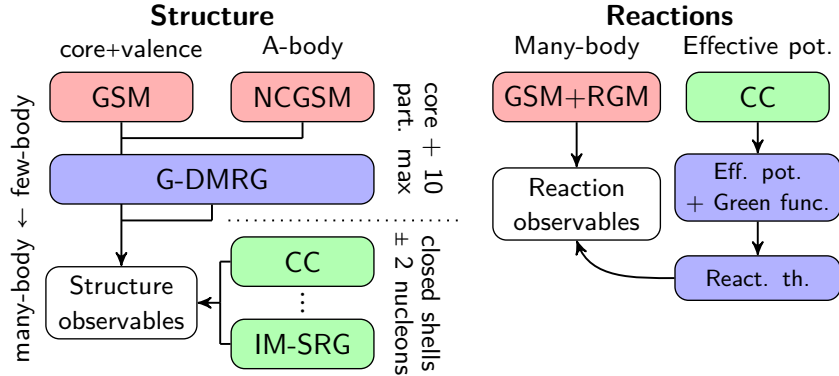 Structure
core+valence
A-body
GSM
NCGSM
G-DMRG
core + 10
part. max
many-body ← few-body
Structure
observables
CC
⋮
IM-SRG
closed shells
± 2 nucleons
Reactions
Many-body
Effective pot.
GSM+RGM
CC
Reaction
observables
Eff. pot.
+ Green func.
React. th.